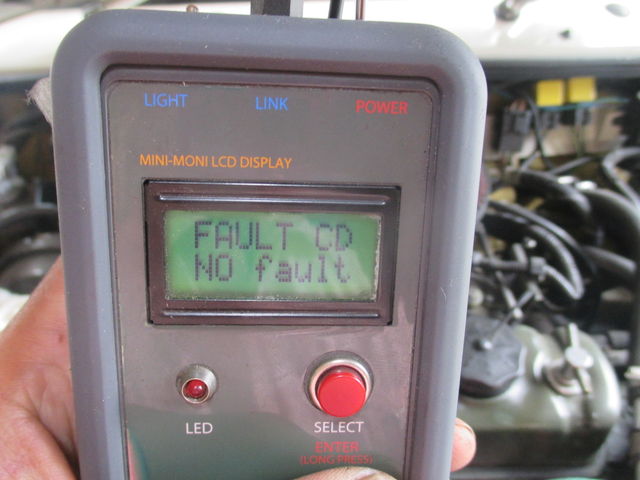 LIGHT LINK POWER
MINI-MONI LCD DISPLAY
FAULT CD
NO fault
LED SELECT
ENTER
(LONG PRESS)